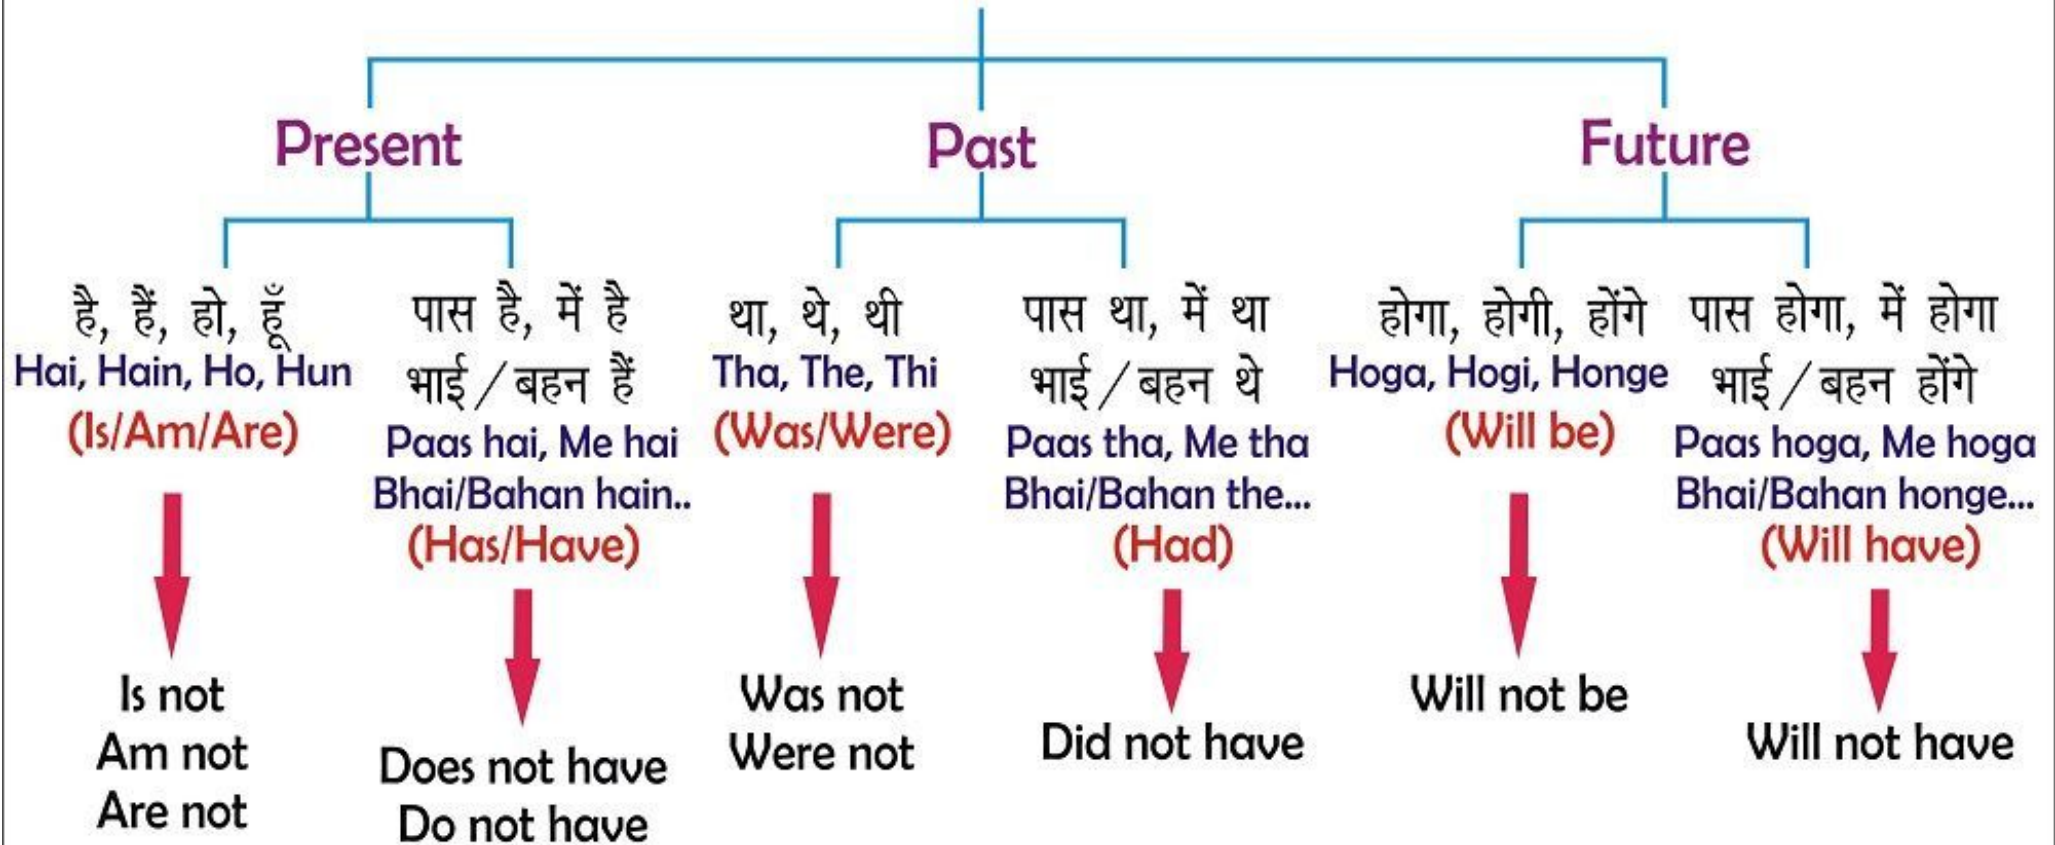 Present
Past
Future
है, हैं, हो, हूँ
Hai, Hain, Ho, Hun
(Is/Am/Are)
Is not
Am not
Are not
पास है, में है
भाई/बहन हैं
Paas hai, Me hai
Bhai/Bahan hain..
(Has/Have)
Does not have
Do not have
था, थे, थी
Tha, The, Thi
(Was/Were)
Was not
Were not
पास था, में था
भाई/बहन थे
Paas tha, Me tha
Bhai/Bahan the...
(Had)
Did not have
होगा, होगी, होंगे
Hoga, Hogi, Honge
(Will be)
Will not be
पास होगा, में होगा
भाई/बहन होंगे
Paas hoga, Me hoga
Bhai/Bahan honge...
(Will have)
Will not have